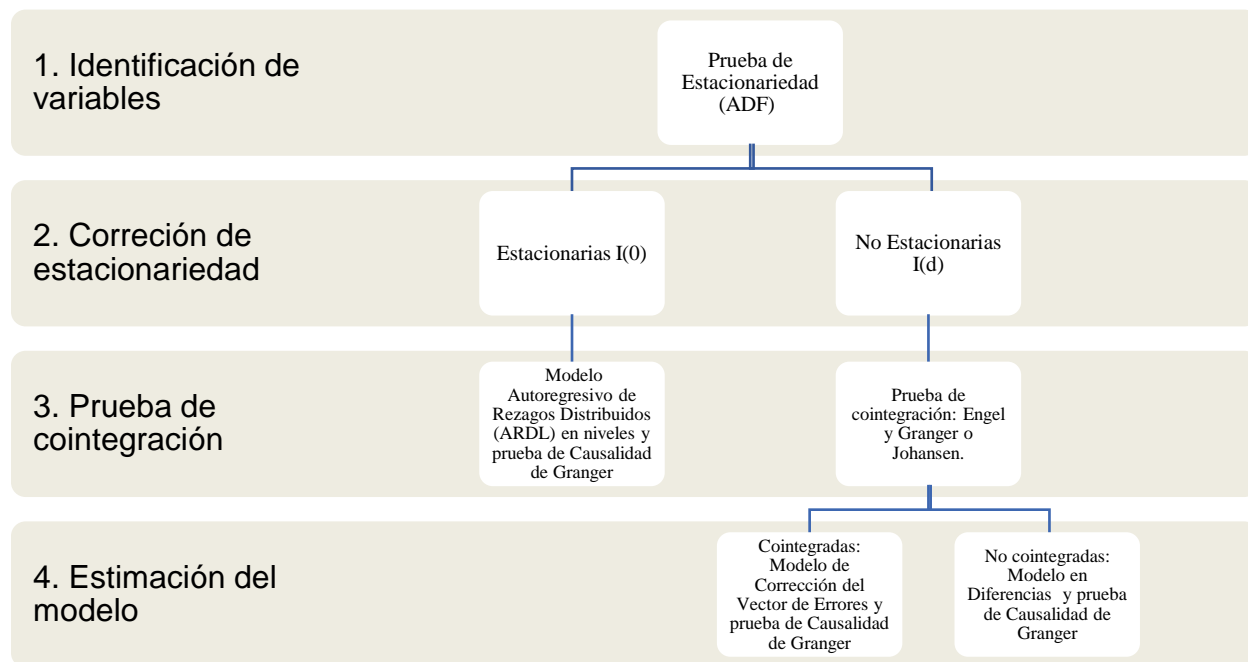 1. Identificación de
variables
Prueba de
Estacionariedad
(ADF)
2. Correción de
estacionariedad
Estacionarias I(0)
No Estacionarias
I(d)
3. Prueba de
cointegración
Modelo
Autoregresivo de
Rezagos Distribuidos
(ARDL) en niveles y
prueba de Causalidad
de Granger
Prueba de
cointegración: Engel
y Granger o
Johansen.
4. Estimación del
modelo
Cointegradas:
Modelo de
Corrección del
Vector de Errores y
prueba de Causalidad
de Granger
No cointegradas:
Modelo en
Diferencias y prueba
de Causalidad de
Granger